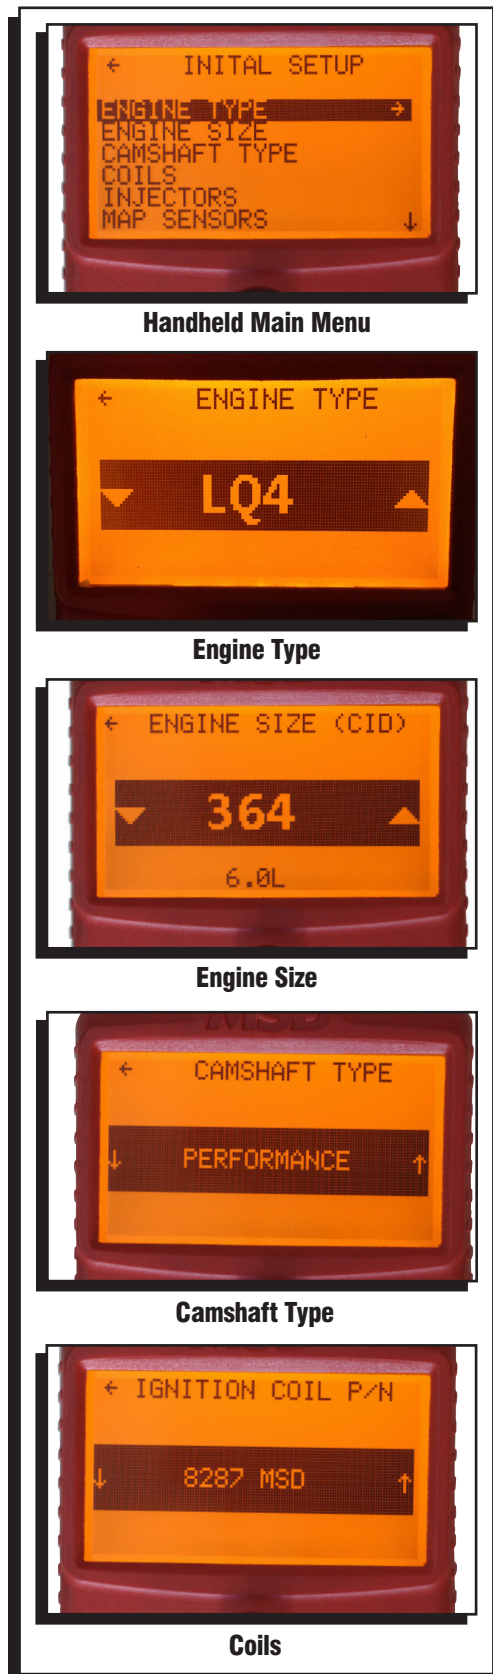 ← INITAL SETUP
ENGINE TYPE →
ENGINE SIZE
CAMSHAFT TYPE
COILS
INJECTORS
MAP SENSORS ↓
Handheld Main Menu
← ENGINE TYPE
▼ LQ4 ▲
Engine Type
← ENGINE SIZE (CID)
▼ 364 ▲
6.0L
Engine Size
MSD
← CAMSHAFT TYPE
↓ PERFORMANCE ↑
Camshaft Type
← IGNITION COIL P/N
↓ 8287 MSD ↑
Coils